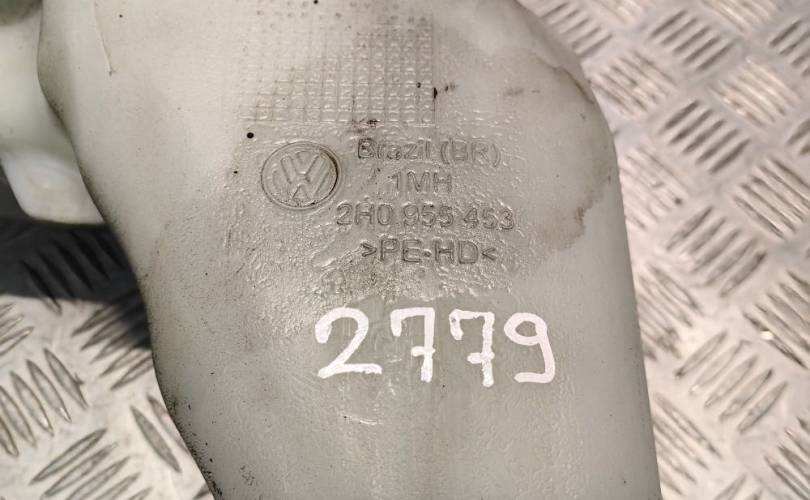 Brazil (BR)
1MH
2H0 955 453
>PE-HD<
2779